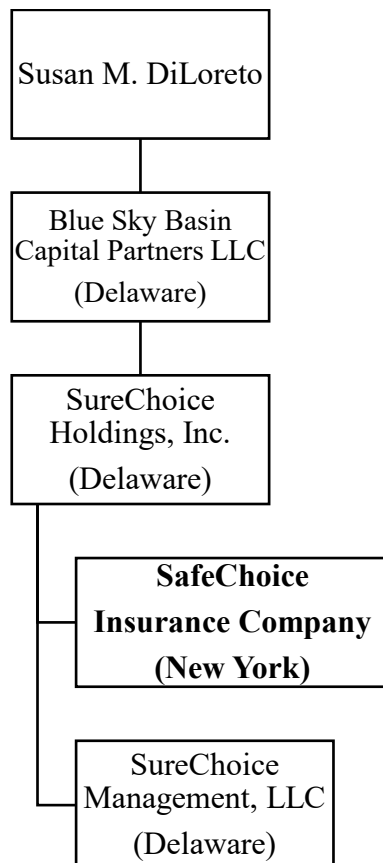 Susan M. DiLoreto
Blue Sky Basin
Capital Partners LLC
(Delaware)
SureChoice
Holdings, Inc.
(Delaware)
SafeChoice
Insurance Company
(New York)
SureChoice
Management, LLC
(Delaware)